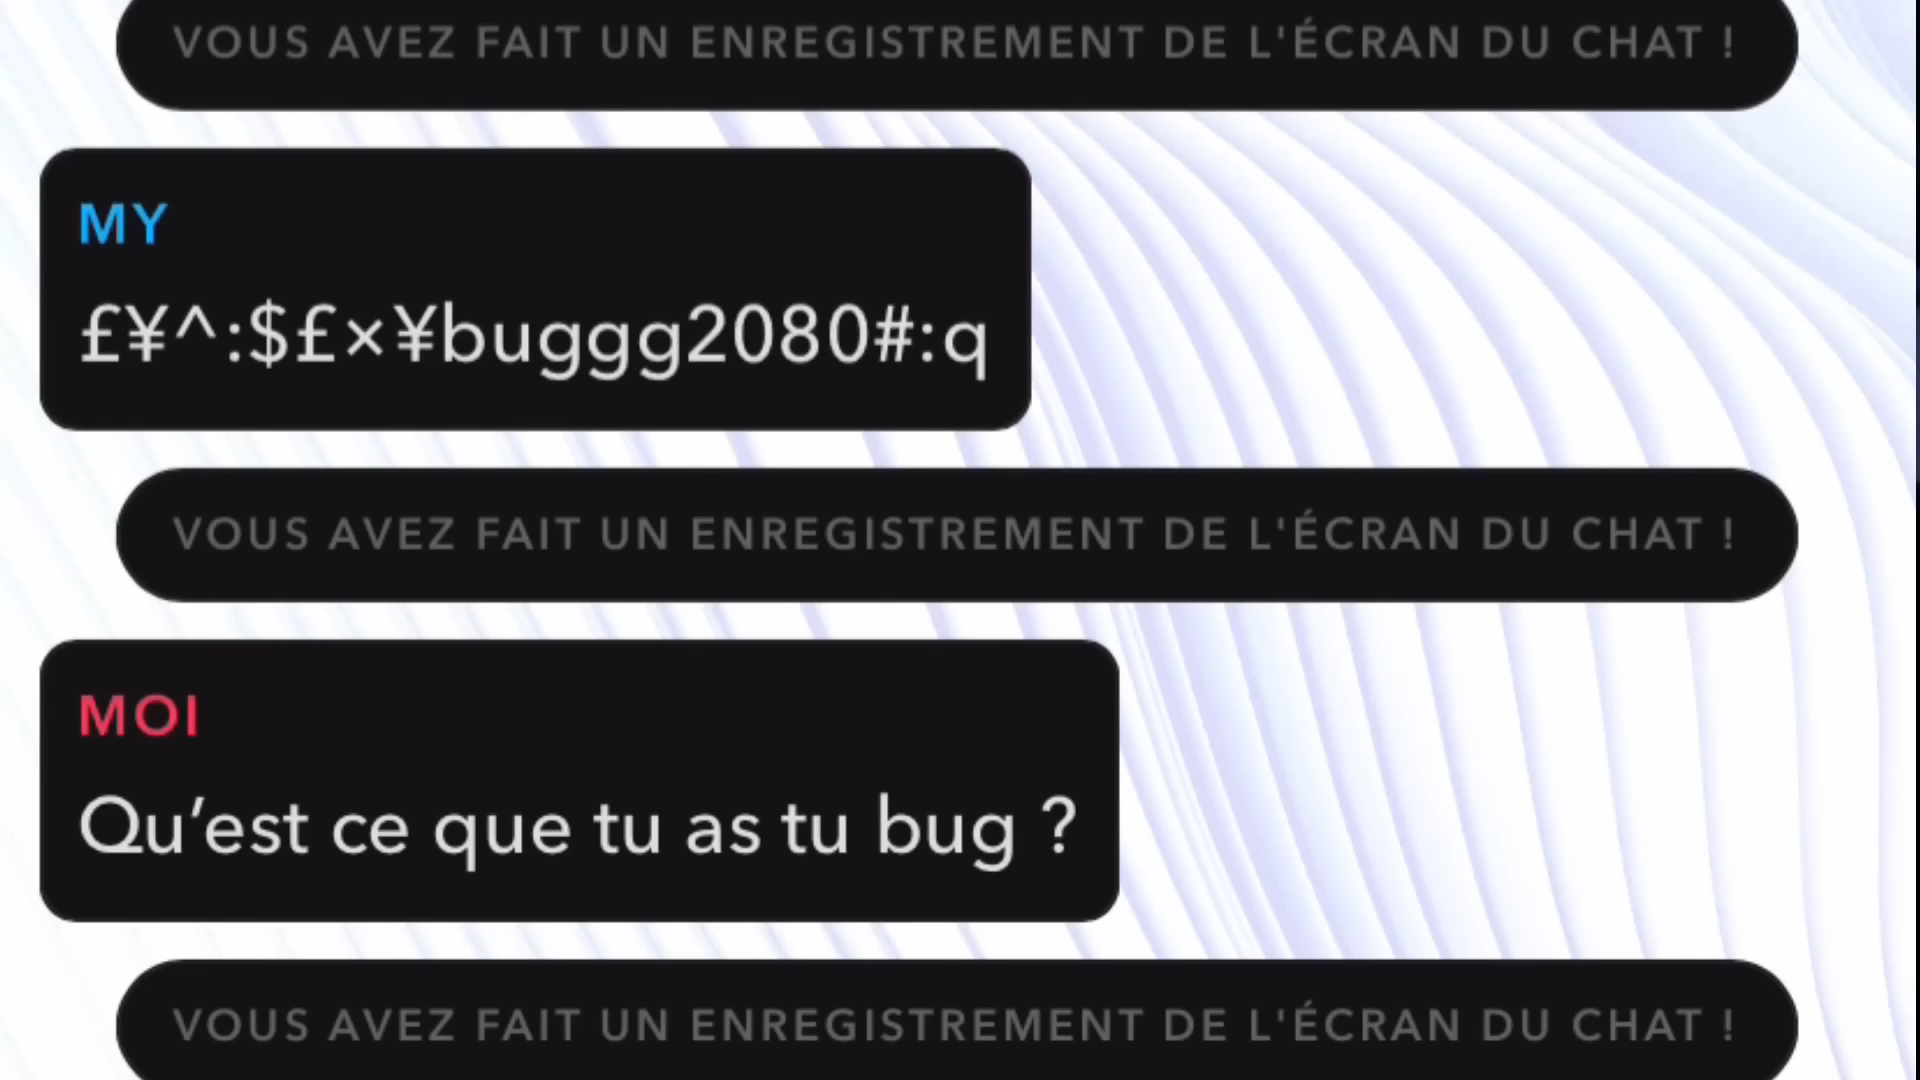 VOUS AVEZ FAIT UN ENREGISTREMENT DE L'ÉCRAN DU CHAT !
MY
£¥^:$£×¥buggg2080#:q
VOUS AVEZ FAIT UN ENREGISTREMENT DE L'ÉCRAN DU CHAT !
MOI
Qu’est ce que tu as tu bug ?
VOUS AVEZ FAIT UN ENREGISTREMENT DE L'ÉCRAN DU CHAT !